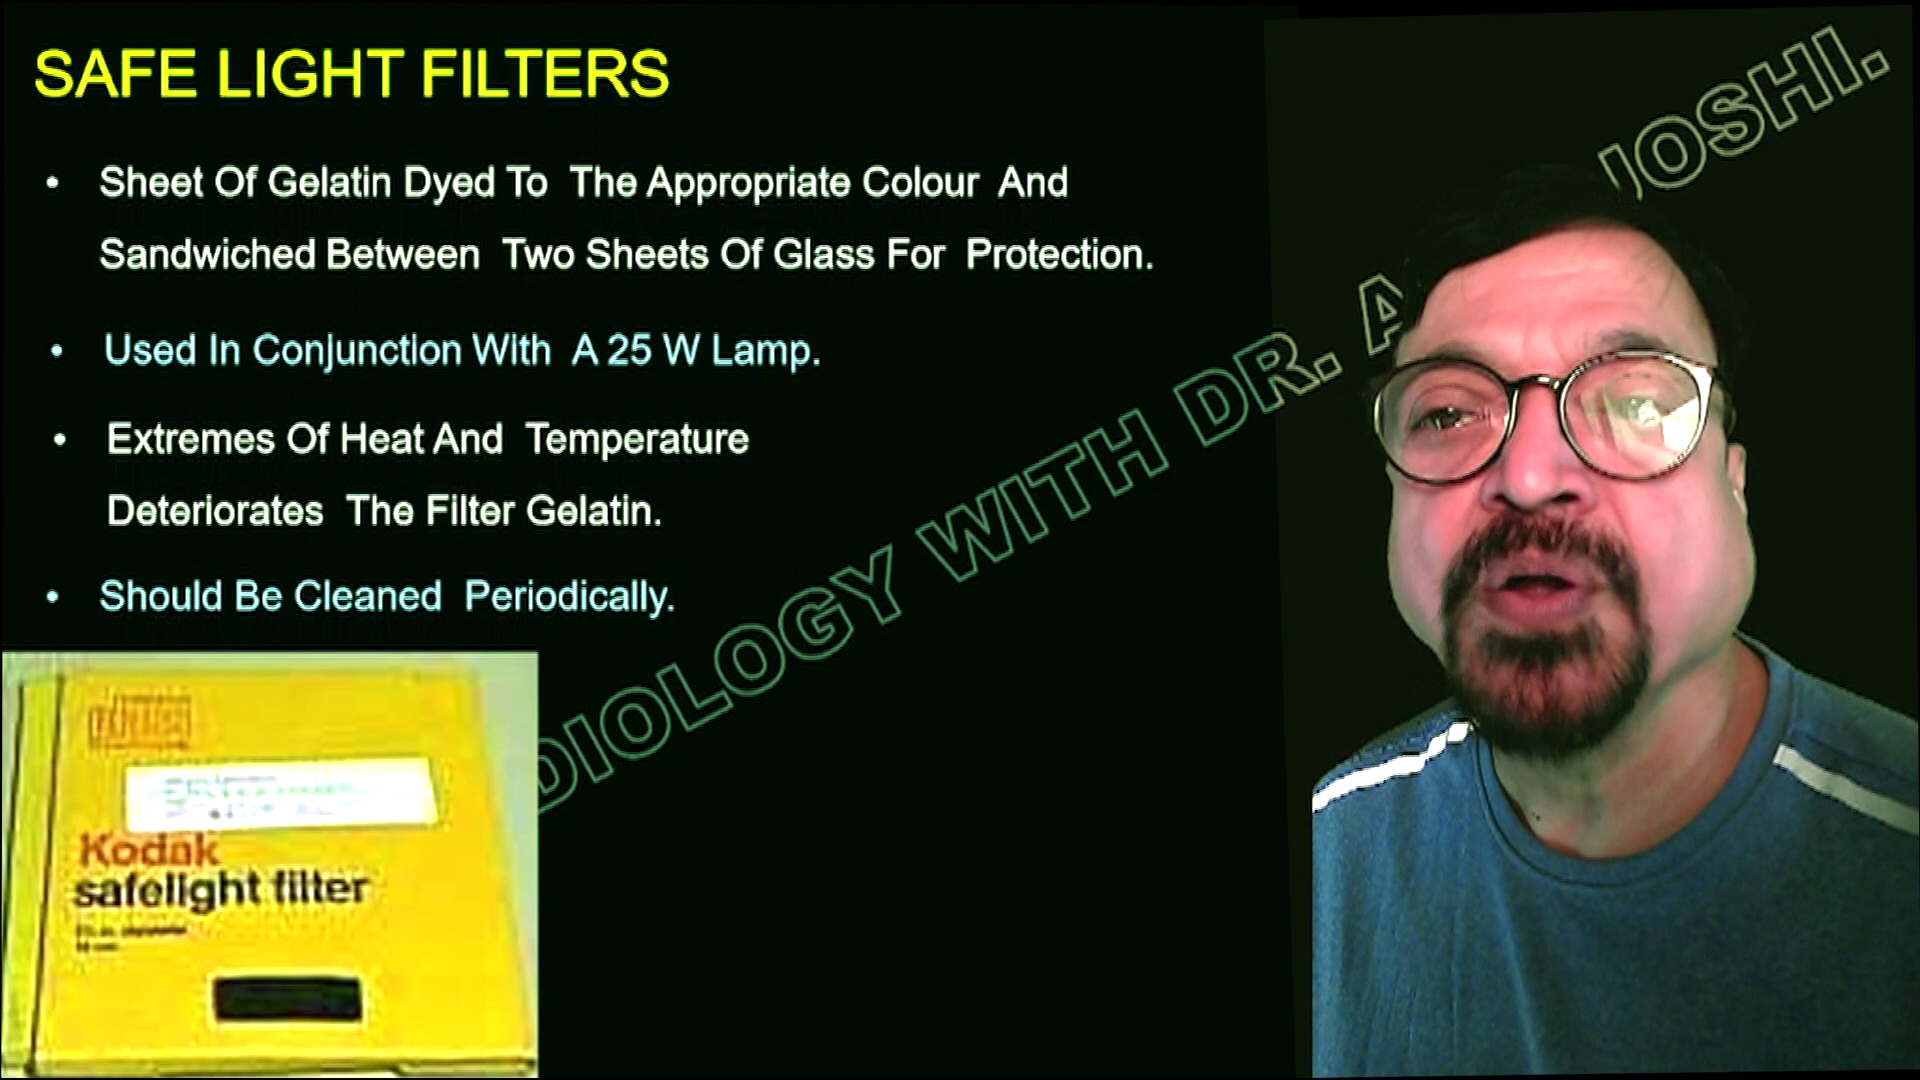 SAFE LIGHT FILTERS
• Sheet Of Gelatin Dyed To The Appropriate Colour And
Sandwiched Between Two Sheets Of Glass For Protection.
• Used In Conjunction With A 25 W Lamp.
• Extremes Of Heat And Temperature
Deteriorates The Filter Gelatin.
• Should Be Cleaned Periodically.
DIOLOGY WITH DR. A JOSHI.
Kodak
safelight filter